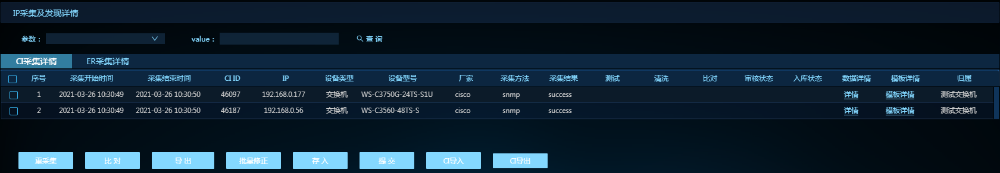 IP采集及发现详情
参数： value： 查 询
CI采集详情 ER采集详情
序号 采集开始时间 采集结束时间 CI ID IP 设备类型 设备型号 厂家 采集方法 采集结果 测试 清洗 比对 审核状态 入库状态 数据详情 模板详情 归属
1 2021-03-26 10:30:49 2021-03-26 10:30:50 46097 192.168.0.177 交换机 WS-C3750G-24TS-S1U cisco snmp success 详情 模板详情 测试交换机
2 2021-03-26 10:30:49 2021-03-26 10:30:50 46187 192.168.0.56 交换机 WS-C3560-48TS-S cisco snmp success 详情 模板详情 测试交换机
重采集 比 对 导 出 批量修正 存 入 提 交 CI导入 CI导出